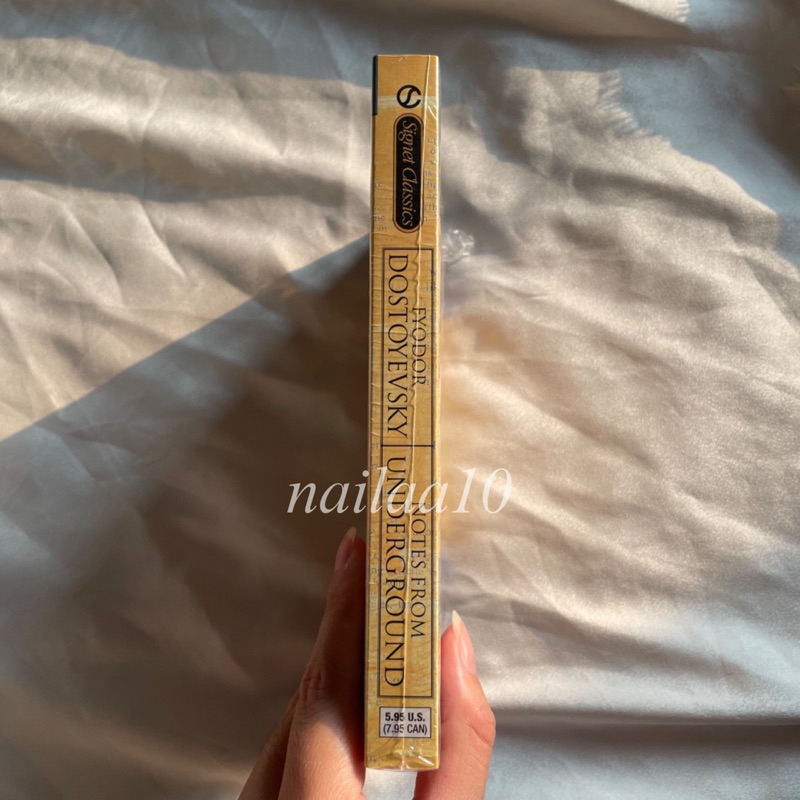 Signet Classics
FYODOR
DOSTOYEVSKY
NOTES FROM
UNDERGROUND
5.95 U.S.
(7.95 CAN)
nailaa10